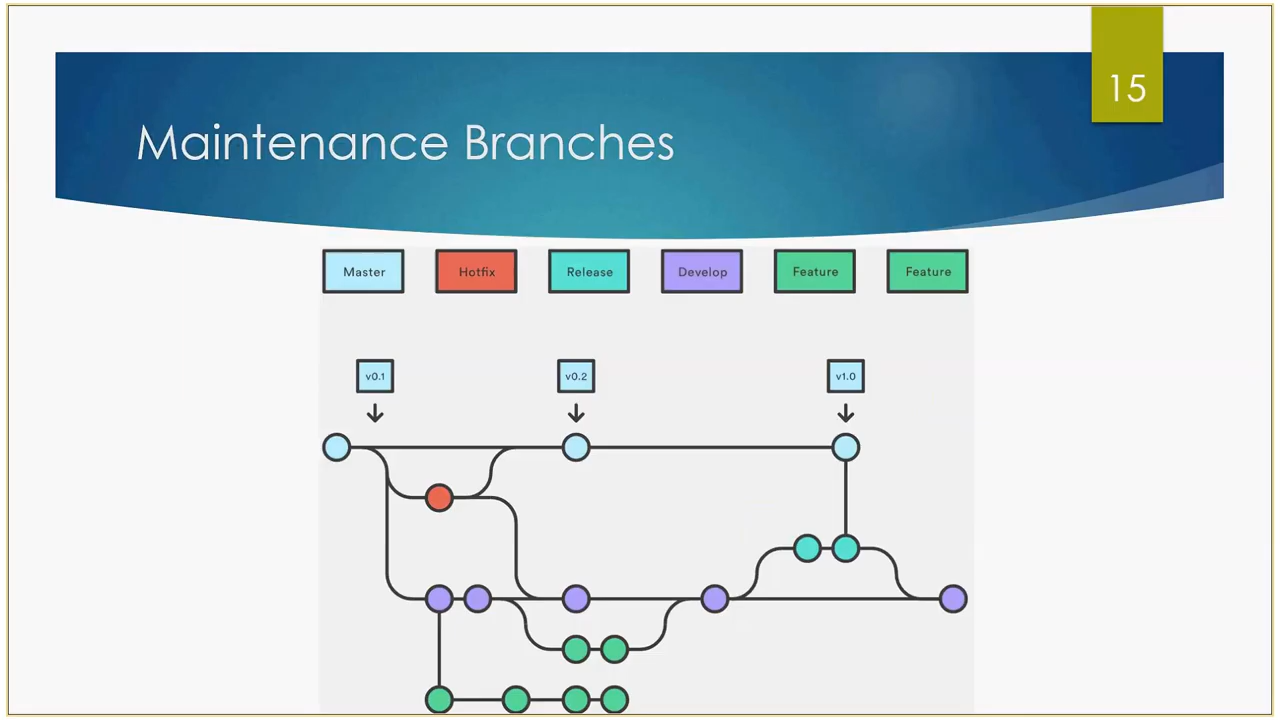 15
Maintenance Branches
Master Hotfix Release Develop Feature Feature
v0.1 v0.2 v1.0